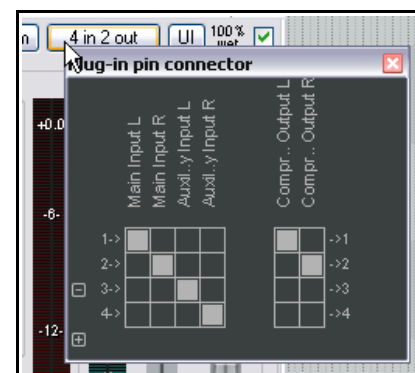 4 in 2 out
UI
100%
wet
Plug-in pin connector
Main Input L
Main Input R
Auxil..y Input L
Auxil..y Input R
Compr.. Output L
Compr.. Output R
+0.0
-6-
-12-
1->
2->
3->
4->
->1
->2
->3
->4